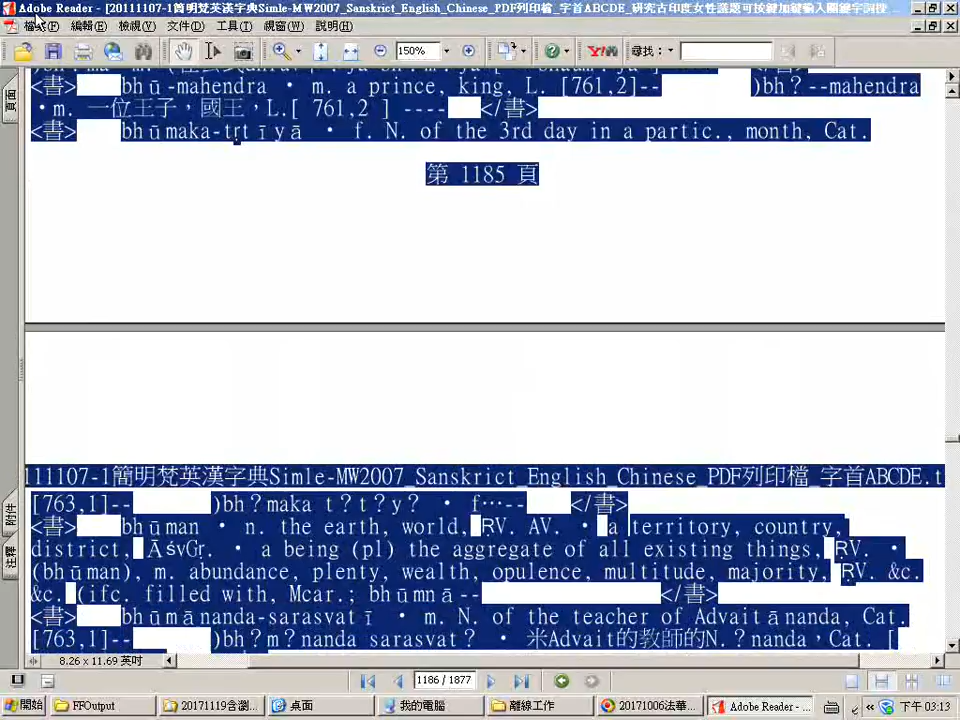 Adobe Reader - [20111107-1簡明梵英漢字典Simle-MW2007_Sanskrict_English_Chinese_PDF列印檔_字首ABCDE_研究古印度女性議題可按鍵加鍵輸入關鍵字詞搜
檔案(F) 編輯(E) 檢視(V) 文件(D) 工具(T) 視窗(W) 說明(H)
150% Y! 尋找：
<書> bhū-mahendra ‧ m. a prince, king, L. [761,2]-- )bh？--mahendra
‧m. 一位王子，國王，L.[ 761,2 ] ---- </書>
<書> bhūmaka-tṛtīyā ‧ f. N. of the 3rd day in a partic., month, Cat.
第 1185 頁
111107-1簡明梵英漢字典Simle-MW2007_Sanskrict_English_Chinese_PDF列印檔_字首ABCDE.t
[763,1]-- )bh？maka t？t？y？ ‧ f…-- </書>
<書> bhūman ‧ n. the earth, world, ṚV. AV. ‧ a territory, country,
district, ĀśvGṛ. ‧ a being (pl) the aggregate of all existing things, ṚV. ‧
(bhūman), m. abundance, plenty, wealth, opulence, multitude, majority, ṚV. &c.
&c. (ifc. filled with, Mcar.; bhūmnā-- </書>
<書> bhūmānanda-sarasvatī ‧ m. N. of the teacher of Advaitānanda, Cat.
[763,1]-- )bh？m？nanda sarasvat？ ‧ 米Advait的教師的N.？nanda，Cat. [
頁面
附件
注釋
8.26 x 11.69 英吋
1186 / 1877
開始 FFOutput 20171119含瀏... 桌面 我的電腦 離線工作 20171006法華... Adobe Reader -... 下午 03:13